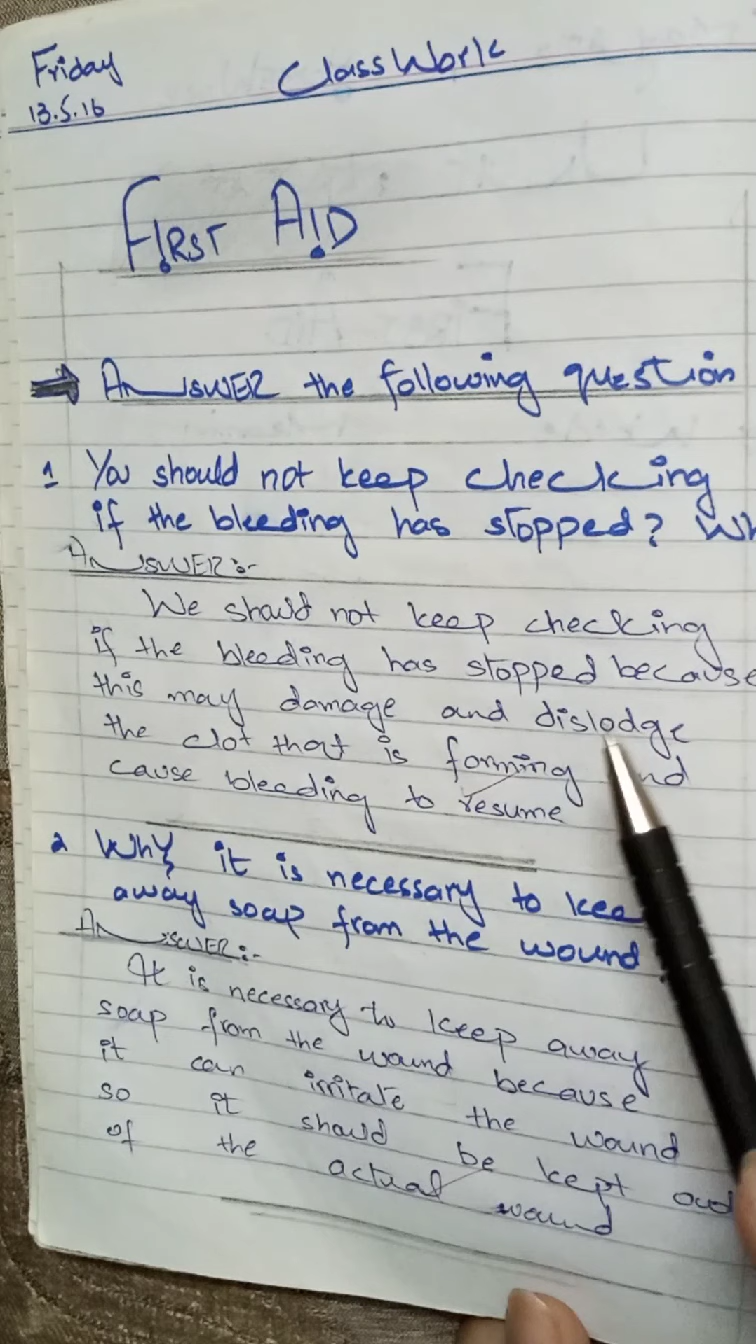 Friday
ClassWork
13.5.16
FIRST AID
ANSWER the following question
1 You should not keep checking
if the bleeding has stopped?
ANSWER:-
We should not keep checking
if the bleeding has stopped because
this may damage and dislodge
the clot that is forming
cause bleeding to resume
2 Why it is necessary to
away soap from the wound
ANSWER:-
It is necessary to keep away
soap from the wound because
it can irritate the wound
so it should be kept
of the actual wound